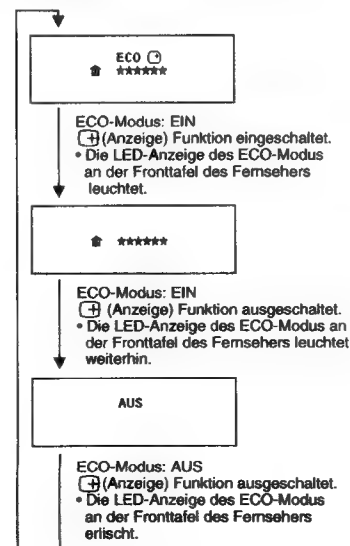 ECO
******
ECO-Modus: EIN
(Anzeige) Funktion eingeschaltet.
• Die LED-Anzeige des ECO-Modus
an der Fronttafel des Fernsehers
leuchtet.
******
ECO-Modus: EIN
(Anzeige) Funktion ausgeschaltet.
• Die LED-Anzeige des ECO-Modus an
der Fronttafel des Fernsehers leuchtet
weiterhin.
AUS
ECO-Modus: AUS
(Anzeige) Funktion ausgeschaltet.
• Die LED-Anzeige des ECO-Modus
an der Fronttafel des Fernsehers
erlischt.